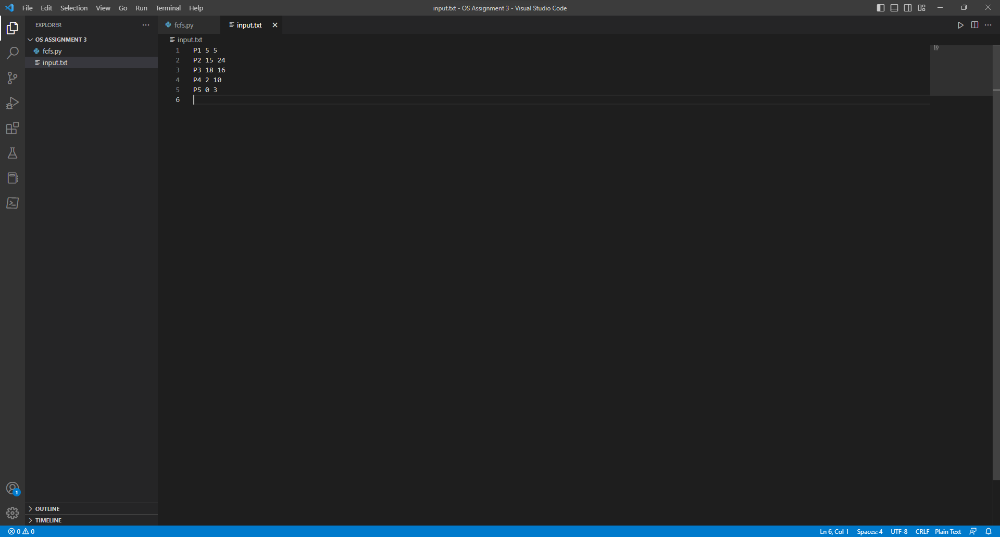 File Edit Selection View Go Run Terminal Help
input.txt - OS Assignment 3 - Visual Studio Code
EXPLORER
OS ASSIGNMENT 3
fcfs.py
input.txt
fcfs.py
input.txt
input.txt
1 P1 5 5
2 P2 15 24
3 P3 18 16
4 P4 2 10
5 P5 0 3
6
1
OUTLINE
TIMELINE
0 0
Ln 6, Col 1 Spaces: 4 UTF-8 CRLF Plain Text